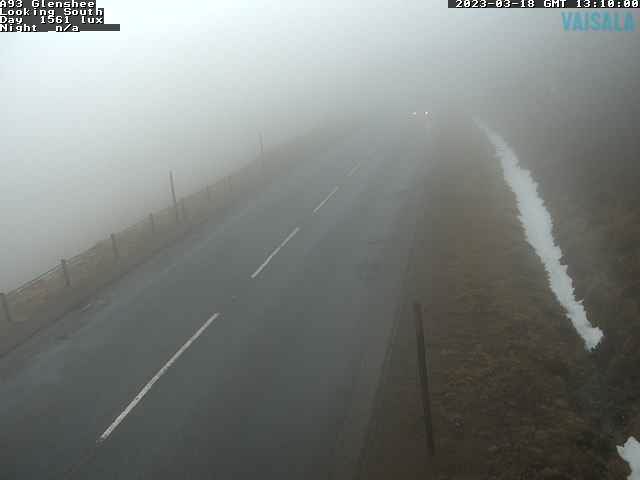 A93 Glenshee
Looking South
Day 1561 lux
Night n/a
2023-03-18 GMT 13:10:00
VAISALA